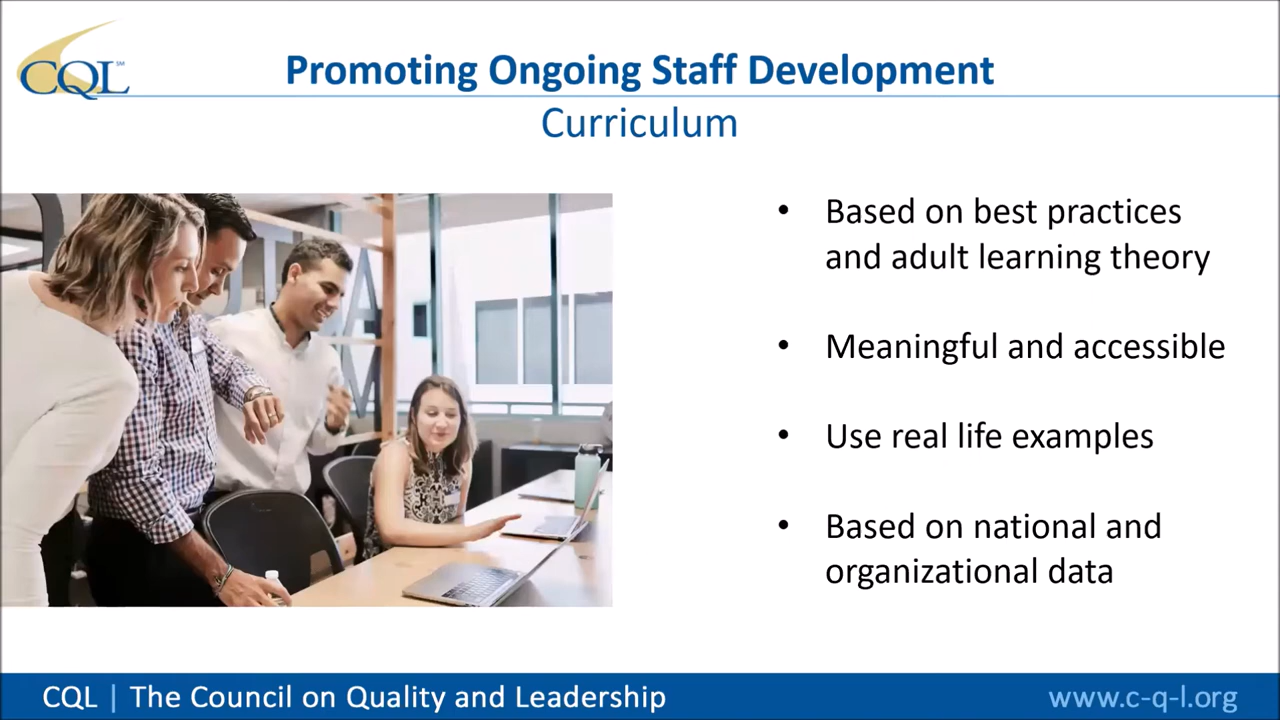 CQL℠
Promoting Ongoing Staff Development
Curriculum
• Based on best practices
and adult learning theory
• Meaningful and accessible
• Use real life examples
• Based on national and
organizational data
CQL | The Council on Quality and Leadership
www.c-q-l.org